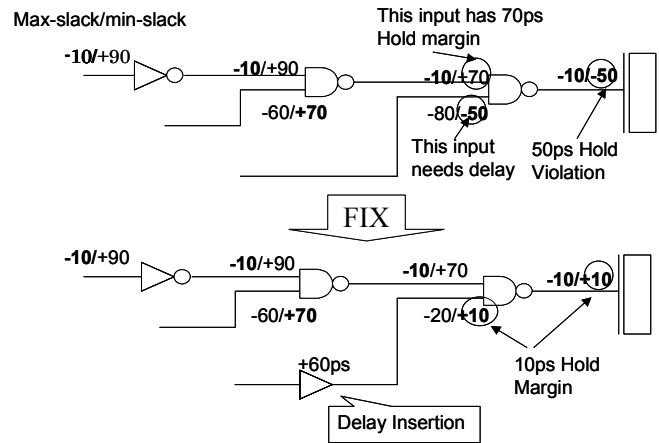 Max-slack/min-slack
This input has 70ps
Hold margin
-10/+90
-10/+90
-10/+70
-10/-50
-60/+70
-80/-50
This input
needs delay
50ps Hold
Violation
FIX
-10/+90
-10/+90
-10/+70
-10/+10
-60/+70
-20/+10
+60ps
10ps Hold
Margin
Delay Insertion